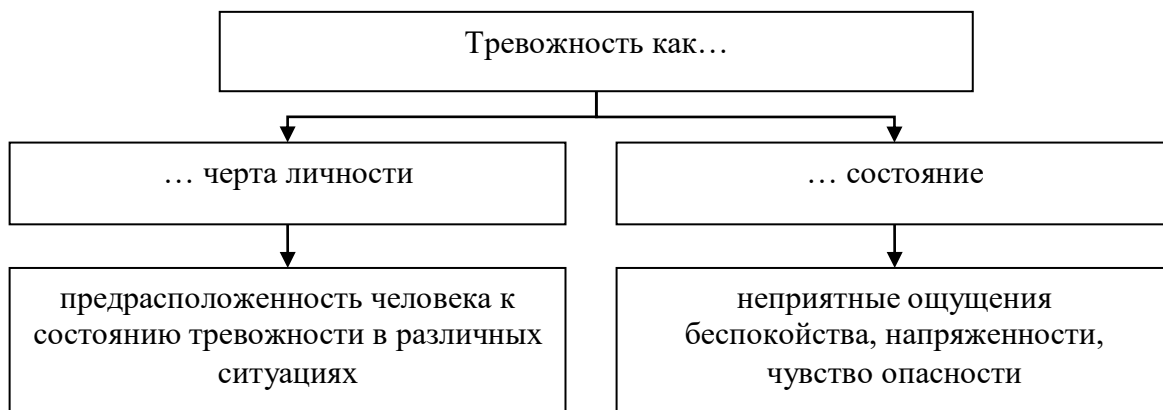 Тревожность как…
… черта личности
… состояние
предрасположенность человека к
состоянию тревожности в различных
ситуациях
неприятные ощущения
беспокойства, напряженности,
чувство опасности